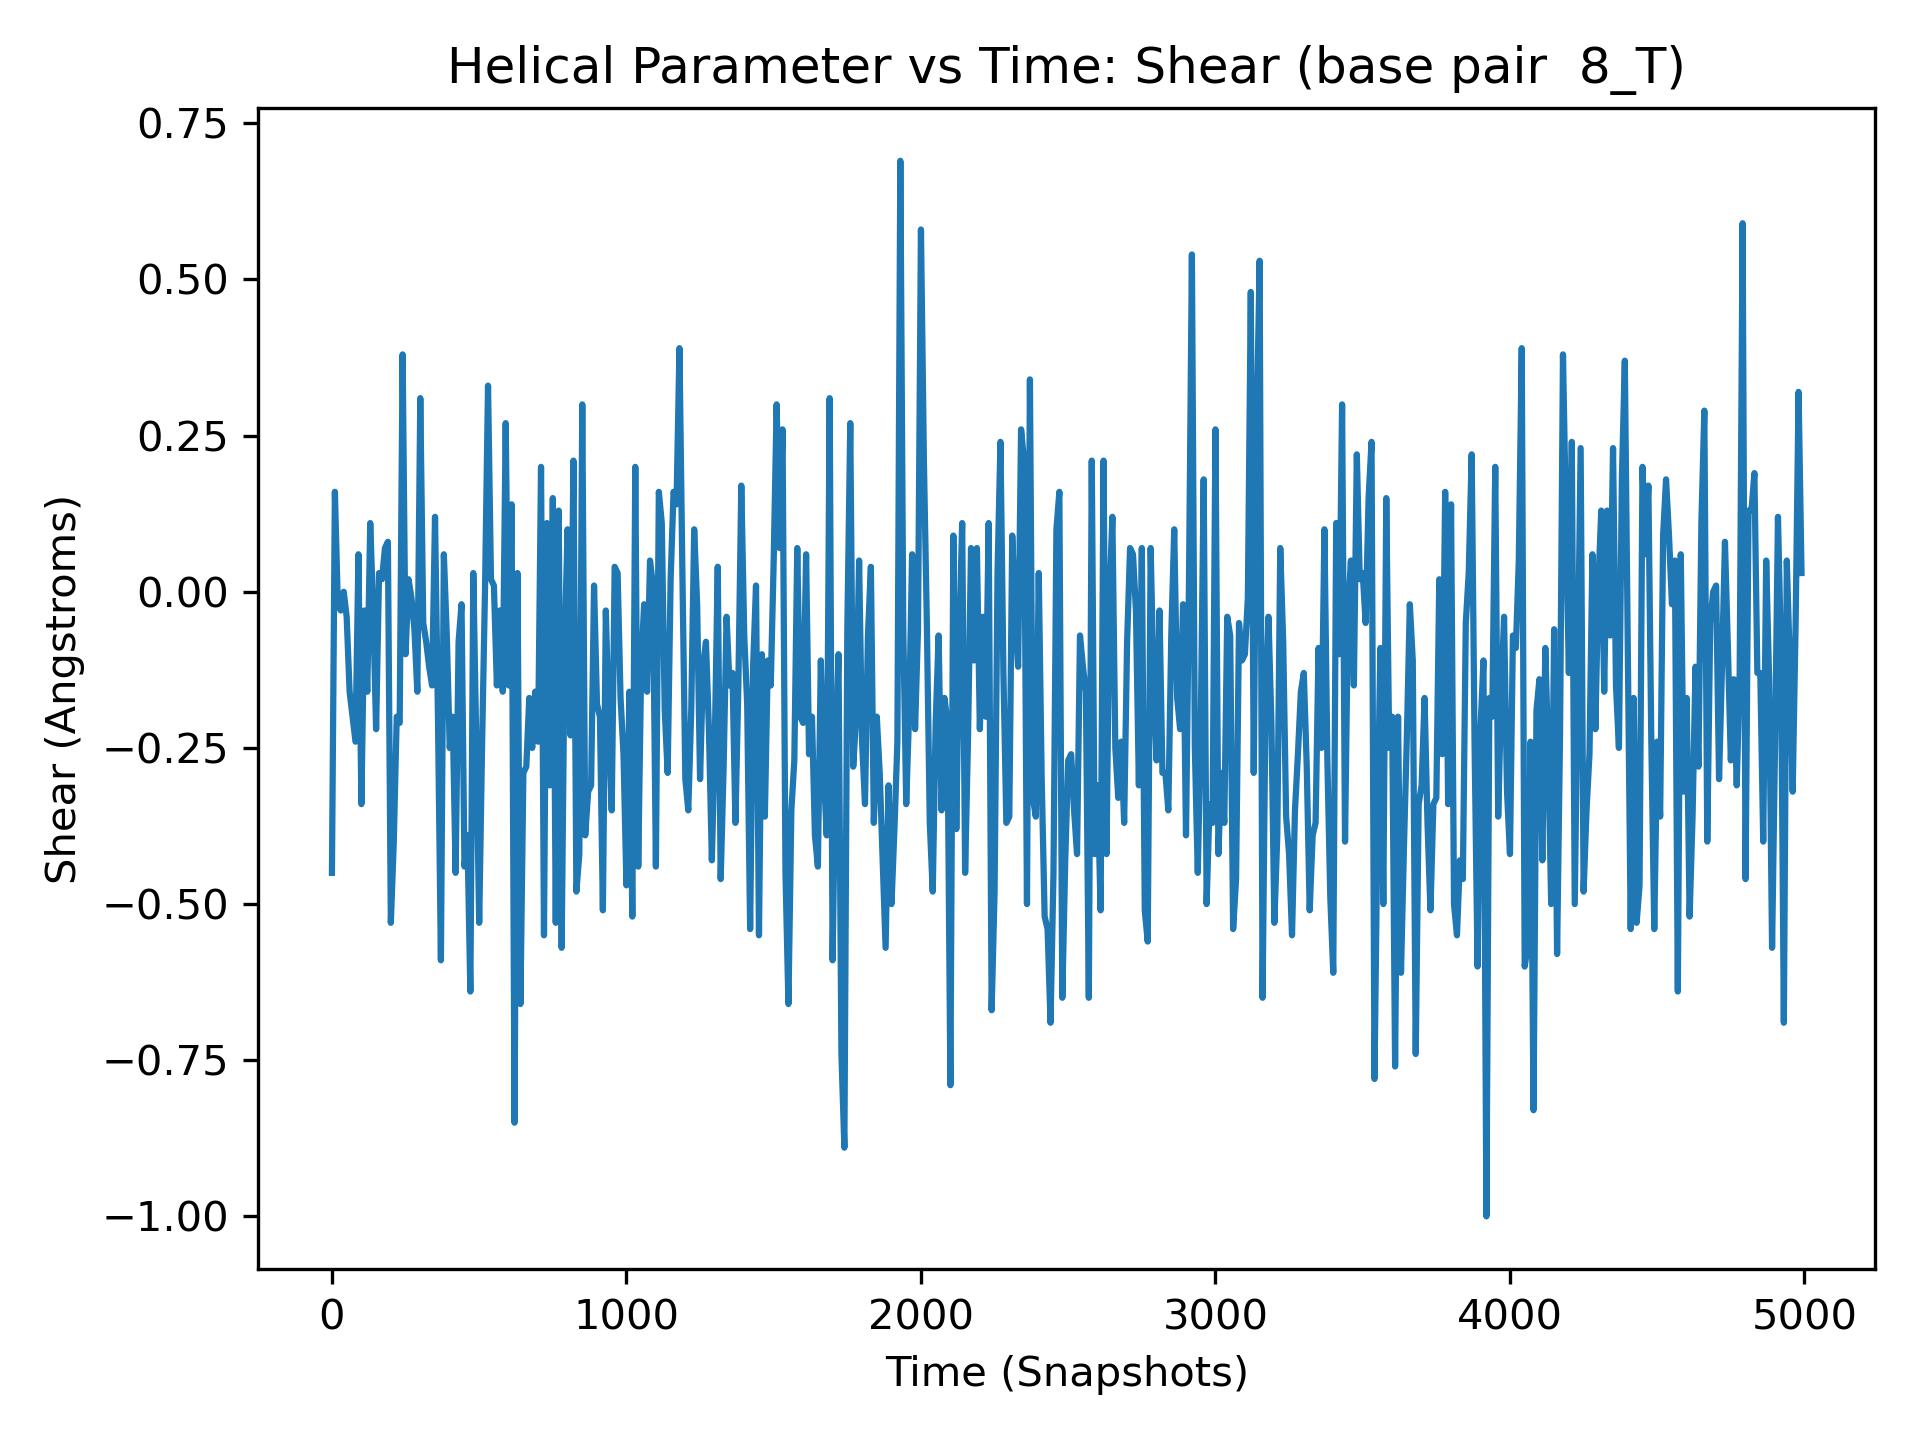 Helical Parameter vs Time: Shear (base pair  8_T)
Shear (Angstroms)
0.75
0.50
0.25
0.00
−0.25
−0.50
−0.75
−1.00
0 1000 2000 3000 4000 5000
Time (Snapshots)